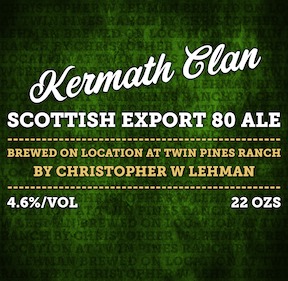 Kermath Clan
SCOTTISH EXPORT 80 ALE
BREWED ON LOCATION AT TWIN PINES RANCH
BY CHRISTOPHER W LEHMAN
4.6%/VOL 22 OZS